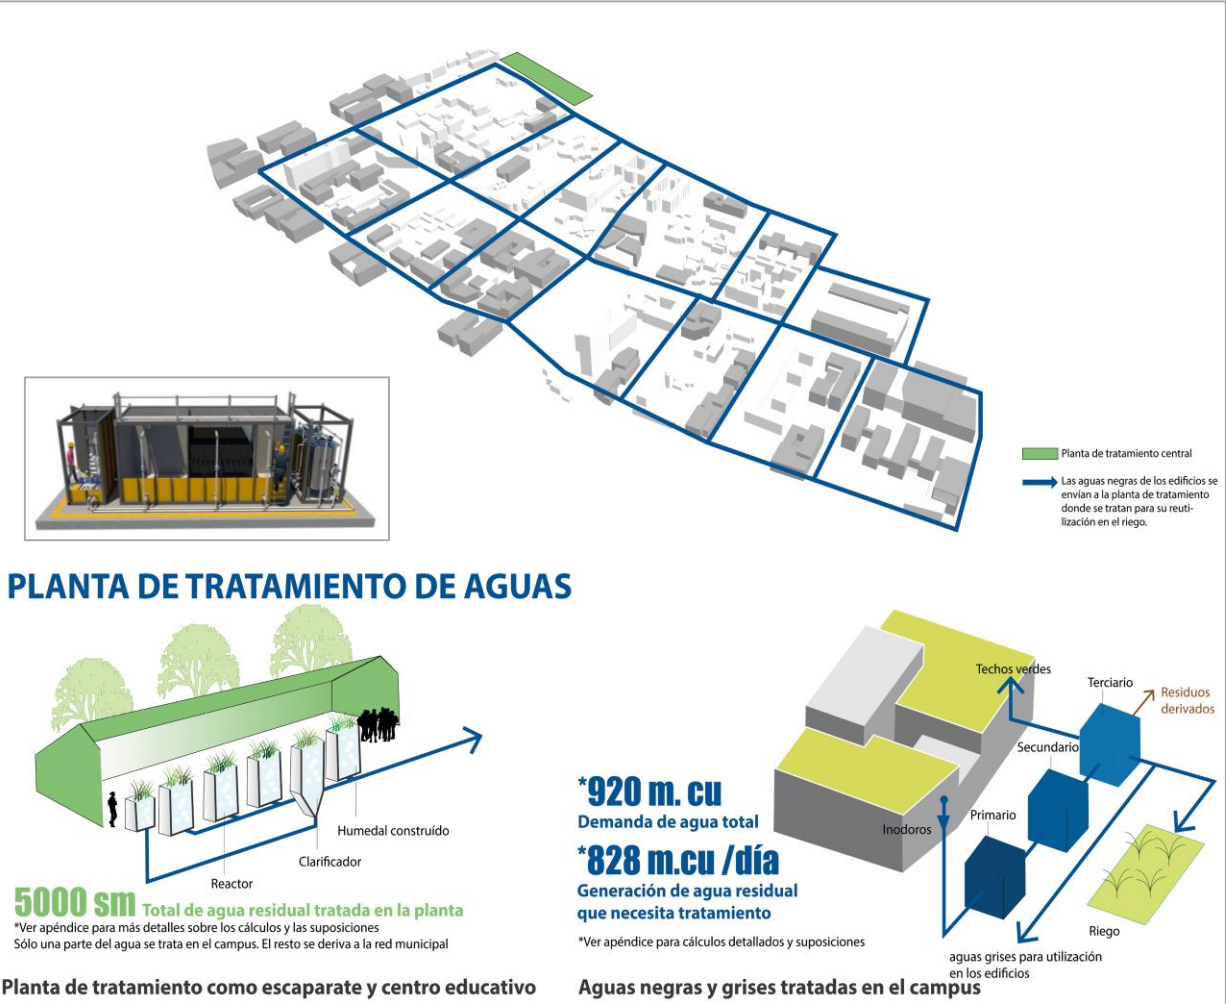 Planta de tratamiento central
Las aguas negras de los edificios se
envían a la planta de tratamiento
donde se tratan para su reuti-
lización en el riego.
PLANTA DE TRATAMIENTO DE AGUAS
Humedal construído
Clarificador
Reactor
5000 sm Total de agua residual tratada en la planta
*Ver apéndice para más detalles sobre los cálculos y las suposiciones
Sólo una parte del agua se trata en el campus. El resto se deriva a la red municipal
Planta de tratamiento como escaparate y centro educativo
Techos verdes
Terciario
Residuos
derivados
Secundario
Primario
Inodoros
*920 m. cu
Demanda de agua total
*828 m.cu /día
Generación de agua residual
que necesita tratamiento
*Ver apéndice para cálculos detallados y suposiciones
Riego
aguas grises para utilización
en los edificios
Aguas negras y grises tratadas en el campus